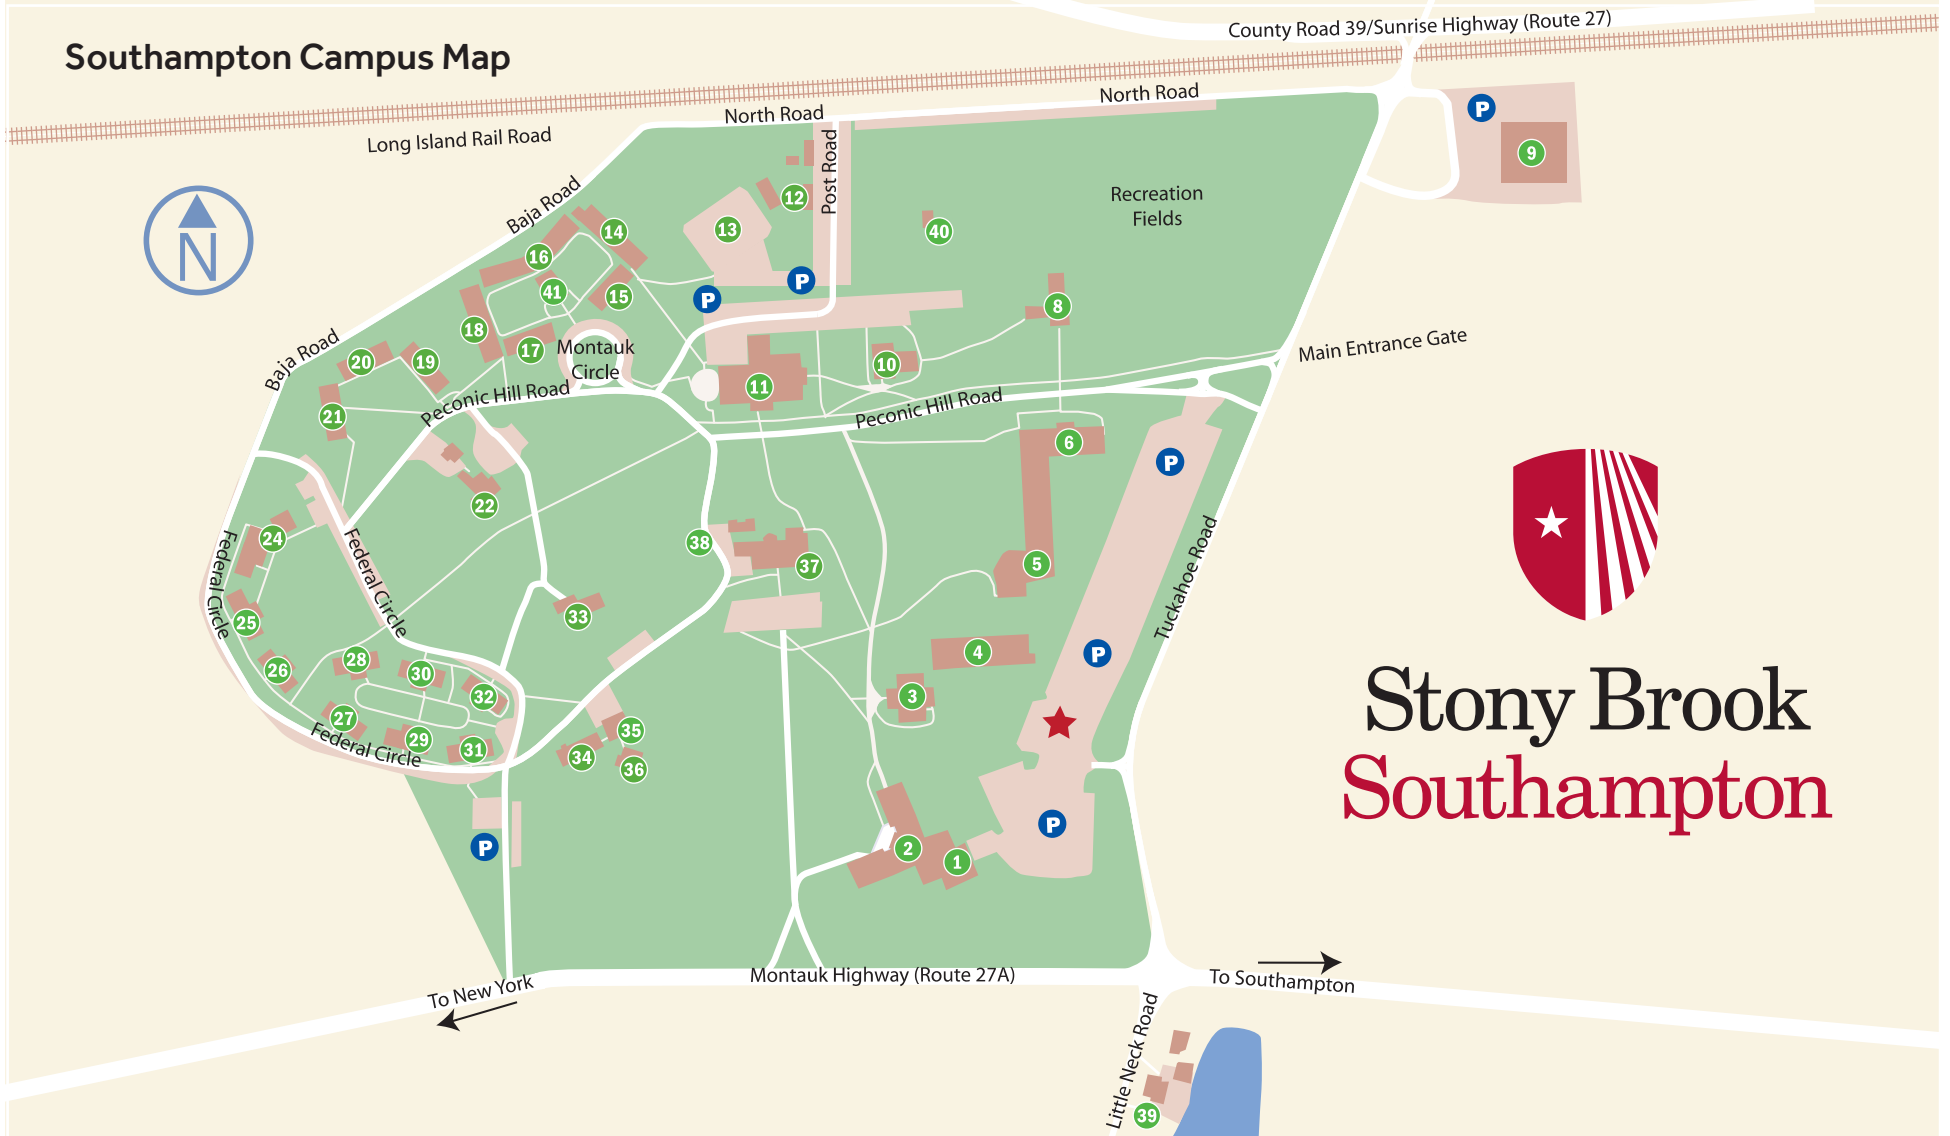 County Road 39/Sunrise Highway (Route 27)
Southampton Campus Map
North Road
North Road
Long Island Rail Road
P
9
Post Road
12
Recreation
Fields
Baja Road
N
13
14
40
16
P
41
15
P
8
18
Montauk
Circle
17
Baja Road
20
19
10
Main Entrance Gate
11
Peconic Hill Road
Peconic Hill Road
21
6
P
22
24
Federal Circle
Federal Circle
38
37
5
Tuckahoe Road
25
33
4
P
26
28
30
32
3
27
29
31
Federal Circle
35
34
36
Stony Brook
Southampton
P
2
1
P
Montauk Highway (Route 27A)
To New York
To Southampton
Little Neck Road
39